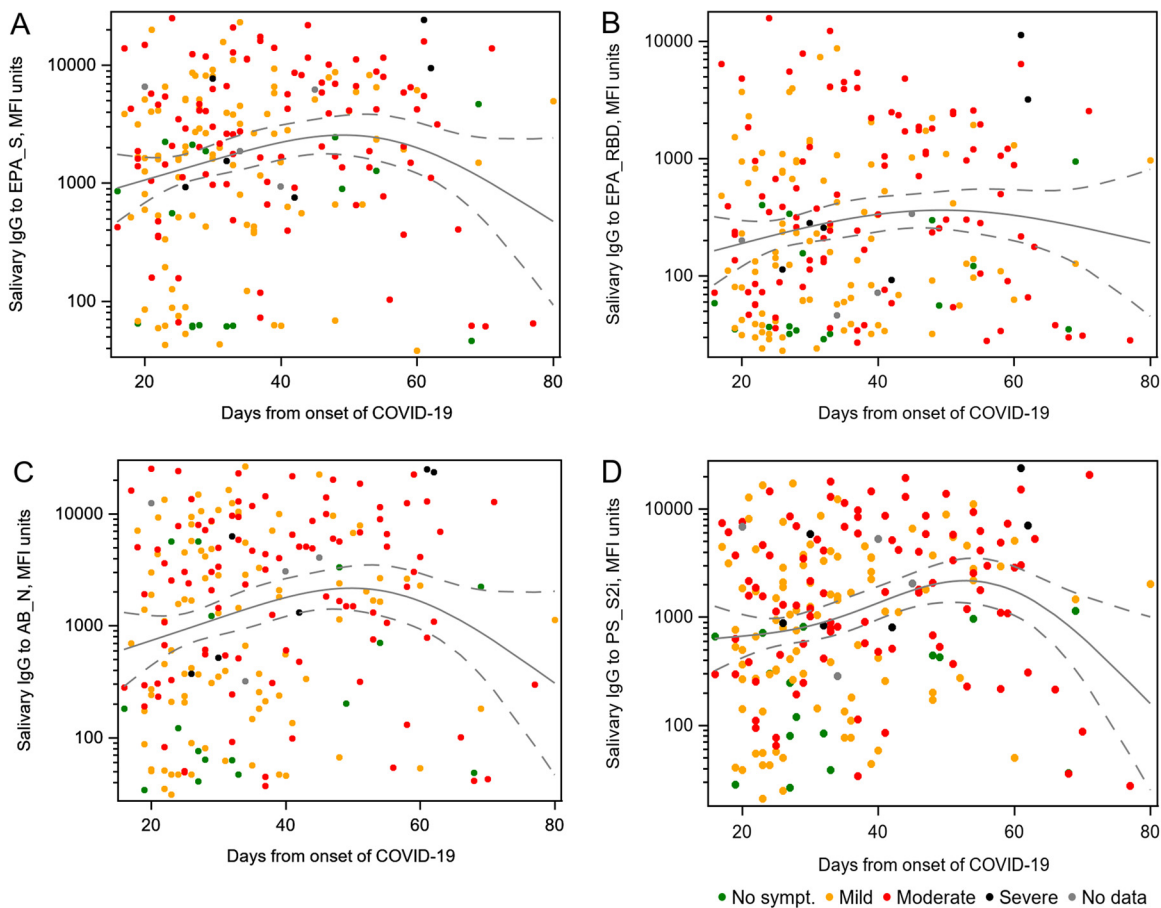 A
Salivary IgG to EPA_S, MFI units
10000
1000
100
20 40 60 80
Days from onset of COVID-19
B
Salivary IgG to EPA_RBD, MFI units
10000
1000
100
20 40 60 80
Days from onset of COVID-19
C
Salivary IgG to AB_N, MFI units
10000
1000
100
20 40 60 80
Days from onset of COVID-19
D
Salivary IgG to PS_S2i, MFI units
10000
1000
100
20 40 60 80
Days from onset of COVID-19
No sympt. Mild Moderate Severe No data